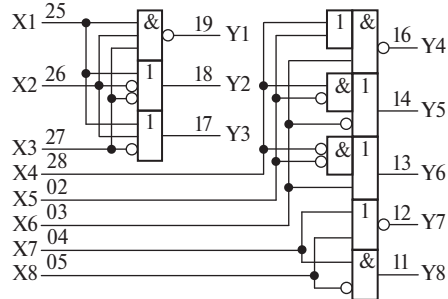 X1 25 & 19 Y1 1 16 & Y4
X2 26 1 18 Y2 & 1 14 Y5
X3 27 1 17 Y3
X4 28 & 1 13 Y6
X5 02
X6 03 1 12 Y7
X7 04
X8 05 & 11 Y8